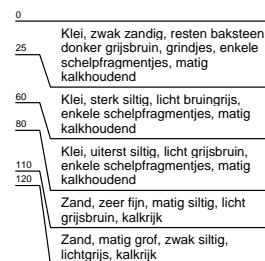 0
Klei, zwak zandig, resten baksteen
donker grijsbruin, grindjes, enkele
schelpfragmentjes, matig
kalkhoudend
25
Klei, sterk siltig, licht bruingrijs,
enkele schelpfragmentjes, matig
kalkhoudend
60
Klei, uiterst siltig, licht grijsbruin,
enkele schelpfragmentjes, matig
kalkhoudend
80
Zand, zeer fijn, matig siltig, licht
grijsbruin, kalkrijk
110
Zand, matig grof, zwak siltig,
lichtgrijs, kalkrijk
120